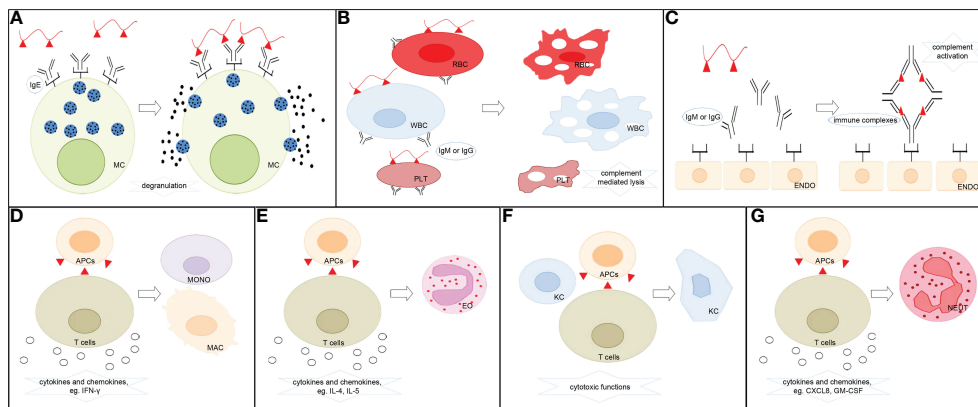 A
IgE
MC
MC
degranulation
B
RBC
RBC
WBC
WBC
IgM or IgG
PLT
PLT
complement
mediated lysis
C
complement
activation
IgM or IgG
immune complexes
ENDO
ENDO
D
APCs
MONO
T cells
MAC
cytokines and chemokines,
eg. IFN-γ
E
APCs
EO
T cells
cytokines and chemokines,
eg. IL-4, IL-5
F
APCs
KC
KC
T cells
cytotoxic functions
G
APCs
NEUT
T cells
cytokines and chemokines,
eg. CXCL8, GM-CSF